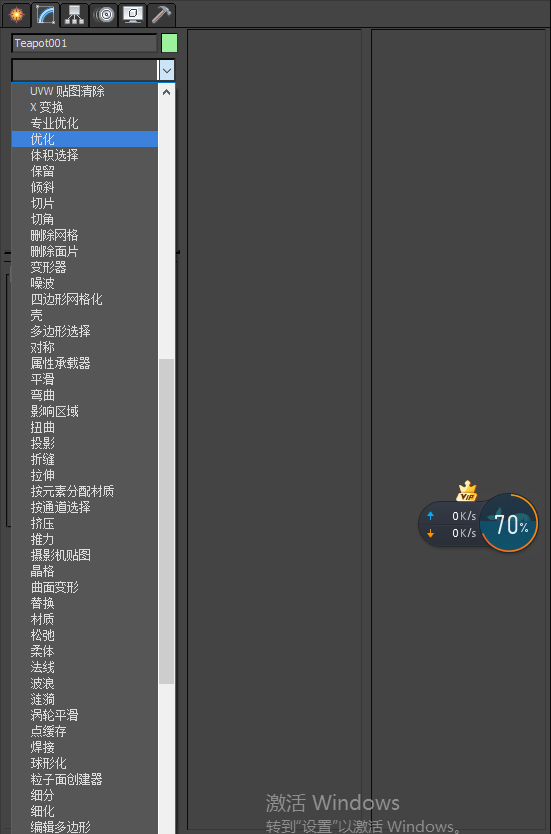 Teapot001
UVW 贴图清除
X 变换
专业优化
优化
体积选择
保留
倾斜
切片
切角
删除网格
删除面片
变形器
噪波
四边形网格化
壳
多边形选择
对称
属性承载器
平滑
弯曲
影响区域
扭曲
投影
折缝
拉伸
按元素分配材质
按通道选择
挤压
推力
摄影机贴图
晶格
曲面变形
替换
材质
松弛
柔体
法线
波浪
涟漪
涡轮平滑
点缓存
焊接
球形化
粒子面创建器
细分
细化
编辑多边形
VIP
0K/s
0K/s
70%
激活 Windows
转到“设置”以激活 Windows。